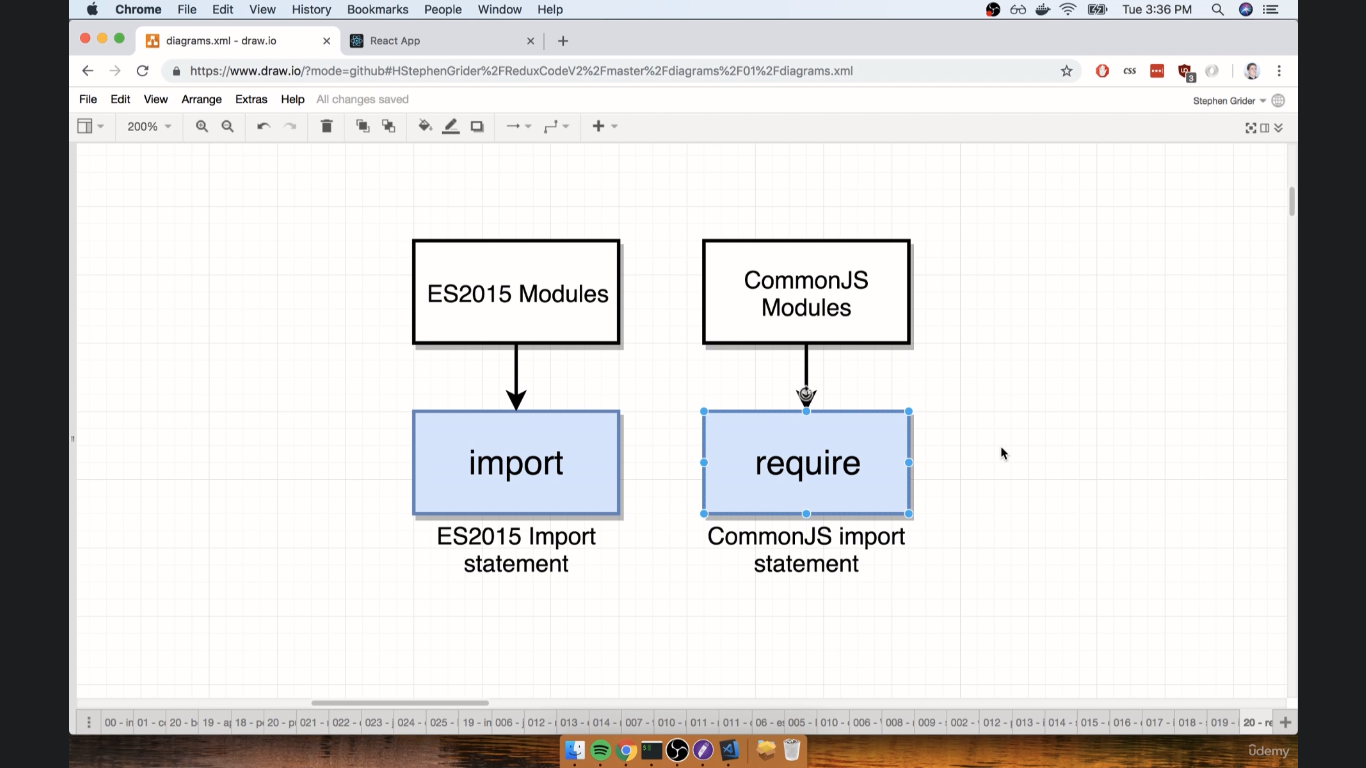 Chrome File Edit View History Bookmarks People Window Help Tue 3:36 PM
diagrams.xml - draw.io React App
https://www.draw.io/?mode=github#HStephenGrider%2FReduxCodeV2%2Fmaster%2Fdiagrams%2F01%2Fdiagrams.xml css 3
File Edit View Arrange Extras Help All changes saved Stephen Grider
200%
ES2015 Modules
CommonJS
Modules
import
require
ES2015 Import
statement
CommonJS import
statement
00 - in 01 - c 20 - b 19 - a 18 - p 20 - p 021 - 022 - 023 - 024 - 025 - 19 - in 006 - 012 - 013 - 014 - 007 - 010 - 011 - 011 - 06 - e 005 - 010 - 006 - 008 - 009 - 002 - 012 - 013 - 014 - 015 - 016 - 017 - 018 - 019 - 20 - re
ûdemy